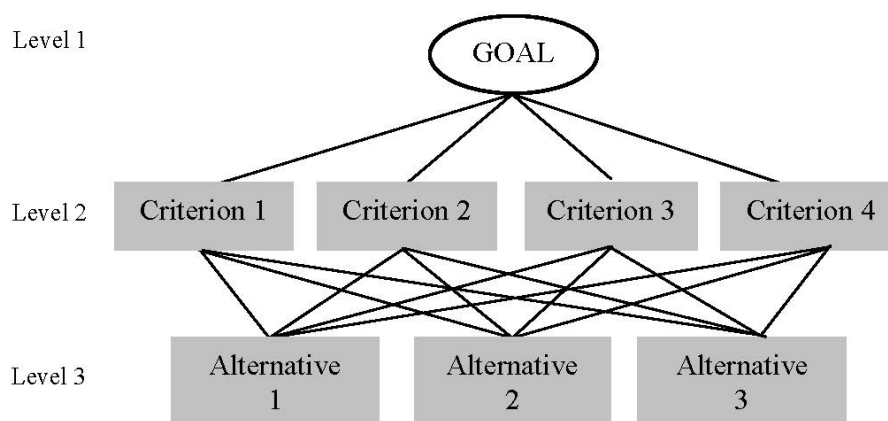 Level 1
GOAL
Level 2
Criterion 1
Criterion 2
Criterion 3
Criterion 4
Level 3
Alternative
1
Alternative
2
Alternative
3